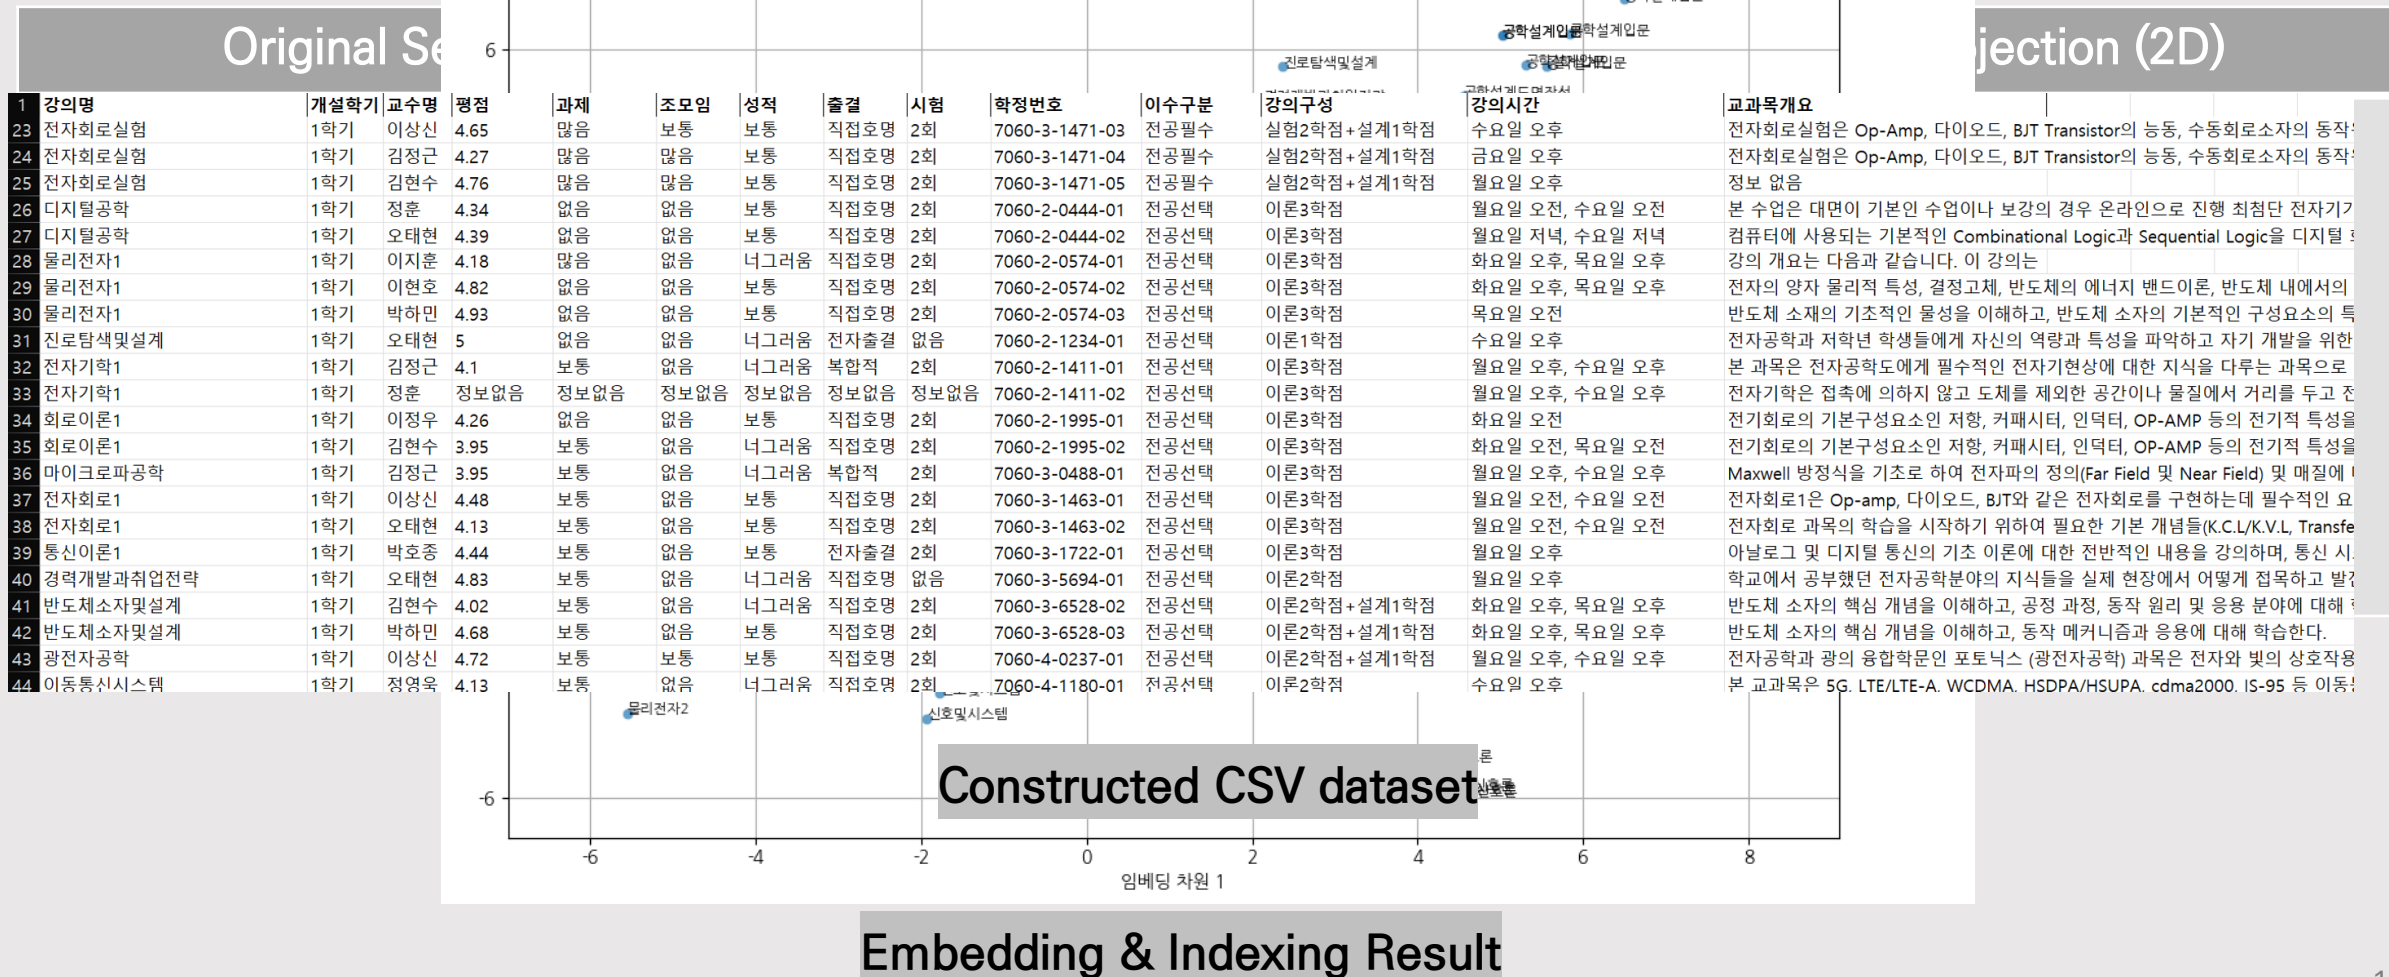 Original Se
jection (2D)
공학설계입문 공학설계입문
6
진로탐색및설계
1 강의명 개설학기 교수명 평점 과제 조모임 성적 출결 시험 학정번호 이수구분 강의구성 강의시간 교과목개요
23 전자회로실험 1학기 이상신 4.65 많음 보통 보통 직접호명 2회 7060-3-1471-03 전공필수 실험2학점+설계1학점 수요일 오후 전자회로실험은 Op-Amp, 다이오드, BJT Transistor의 능동, 수동회로소자의 동작
24 전자회로실험 1학기 김정근 4.27 많음 많음 보통 직접호명 2회 7060-3-1471-04 전공필수 실험2학점+설계1학점 금요일 오후 전자회로실험은 Op-Amp, 다이오드, BJT Transistor의 능동, 수동회로소자의 동작
25 전자회로실험 1학기 김현수 4.76 많음 많음 보통 직접호명 2회 7060-3-1471-05 전공필수 실험2학점+설계1학점 월요일 오후 정보 없음
26 디지털공학 1학기 정훈 4.34 없음 없음 보통 직접호명 2회 7060-2-0444-01 전공선택 이론3학점 월요일 오전, 수요일 오전 본 수업은 대면이 기본인 수업이나 보강의 경우 온라인으로 진행 최첨단 전자기기
27 디지털공학 1학기 오태현 4.39 없음 없음 보통 직접호명 2회 7060-2-0444-02 전공선택 이론3학점 월요일 저녁, 수요일 저녁 컴퓨터에 사용되는 기본적인 Combinational Logic과 Sequential Logic을 디지털
28 물리전자1 1학기 이지훈 4.18 많음 없음 너그러움 직접호명 2회 7060-2-0574-01 전공선택 이론3학점 화요일 오후, 목요일 오후 강의 개요는 다음과 같습니다. 이 강의는
29 물리전자1 1학기 이현호 4.82 없음 없음 보통 직접호명 2회 7060-2-0574-02 전공선택 이론3학점 화요일 오후, 목요일 오후 전자의 양자 물리적 특성, 결정고체, 반도체의 에너지 밴드이론, 반도체 내에서의
30 물리전자1 1학기 박하민 4.93 없음 없음 보통 직접호명 2회 7060-2-0574-03 전공선택 이론3학점 목요일 오전 반도체 소재의 기초적인 물성을 이해하고, 반도체 소자의 기본적인 구성요소의 특
31 진로탐색및설계 1학기 오태현 5 없음 없음 너그러움 전자출결 없음 7060-2-1234-01 전공선택 이론1학점 수요일 오후 전자공학과 저학년 학생들에게 자신의 역량과 특성을 파악하고 자기 개발을 위한
32 전자기학1 1학기 김정근 4.1 보통 없음 너그러움 복합적 2회 7060-2-1411-01 전공선택 이론3학점 월요일 오후, 수요일 오후 본 과목은 전자공학도에게 필수적인 전자기현상에 대한 지식을 다루는 과목으로
33 전자기학1 1학기 정훈 정보없음 정보없음 정보없음 정보없음 정보없음 정보없음 7060-2-1411-02 전공선택 이론3학점 월요일 오후, 수요일 오후 전자기학은 접촉에 의하지 않고 도체를 제외한 공간이나 물질에서 거리를 두고 전
34 회로이론1 1학기 이정우 4.26 없음 없음 보통 직접호명 2회 7060-2-1995-01 전공선택 이론3학점 화요일 오전 전기회로의 기본구성요소인 저항, 커패시터, 인덕터, OP-AMP 등의 전기적 특성을
35 회로이론1 1학기 김현수 3.95 보통 없음 너그러움 직접호명 2회 7060-2-1995-02 전공선택 이론3학점 화요일 오전, 목요일 오전 전기회로의 기본구성요소인 저항, 커패시터, 인덕터, OP-AMP 등의 전기적 특성을
36 마이크로파공학 1학기 김정근 3.95 보통 없음 너그러움 복합적 2회 7060-3-0488-01 전공선택 이론3학점 월요일 오후, 수요일 오후 Maxwell 방정식을 기초로 하여 전자파의 정의(Far Field 및 Near Field) 및 매질에
37 전자회로1 1학기 이상신 4.48 보통 없음 보통 직접호명 2회 7060-3-1463-01 전공선택 이론3학점 월요일 오전, 수요일 오전 전자회로1은 Op-amp, 다이오드, BJT와 같은 전자회로를 구현하는데 필수적인 요
38 전자회로1 1학기 오태현 4.13 보통 없음 보통 직접호명 2회 7060-3-1463-02 전공선택 이론3학점 월요일 오전, 수요일 오전 전자회로 과목의 학습을 시작하기 위하여 필요한 기본 개념들(K.C.L/K.V.L, Transfe
39 통신이론1 1학기 박호종 4.44 보통 없음 보통 전자출결 2회 7060-3-1722-01 전공선택 이론3학점 월요일 오후 아날로그 및 디지털 통신의 기초 이론에 대한 전반적인 내용을 강의하며, 통신 시
40 경력개발과취업전략 1학기 오태현 4.83 보통 없음 너그러움 직접호명 없음 7060-3-5694-01 전공선택 이론2학점 월요일 오후 학교에서 공부했던 전자공학분야의 지식들을 실제 현장에서 어떻게 접목하고 발전
41 반도체소자및설계 1학기 김현수 4.02 보통 없음 너그러움 직접호명 2회 7060-3-6528-02 전공선택 이론2학점+설계1학점 화요일 오후, 목요일 오후 반도체 소자의 핵심 개념을 이해하고, 공정 과정, 동작 원리 및 응용 분야에 대해
42 반도체소자및설계 1학기 박하민 4.68 보통 없음 보통 직접호명 2회 7060-3-6528-03 전공선택 이론2학점+설계1학점 화요일 오후, 목요일 오후 반도체 소자의 핵심 개념을 이해하고, 동작 메커니즘과 응용에 대해 학습한다.
43 광전자공학 1학기 이상신 4.72 보통 보통 보통 직접호명 2회 7060-4-0237-01 전공선택 이론2학점+설계1학점 월요일 오후, 수요일 오후 전자공학과 광의 융합학문인 포토닉스 (광전자공학) 과목은 전자와 빛의 상호작용
44 이동통신시스템 1학기 정영욱 4.13 보통 없음 너그러움 직접호명 2회 7060-4-1180-01 전공선택 이론2학점 수요일 오후 본 교과목은 5G, LTE/LTE-A, WCDMA, HSDPA/HSUPA, cdma2000, IS-95 등 이동
물리전자2
신호및시스템
론
Constructed CSV dataset
-6
-6 -4 -2 0 2 4 6 8
임베딩 차원 1
Embedding & Indexing Result